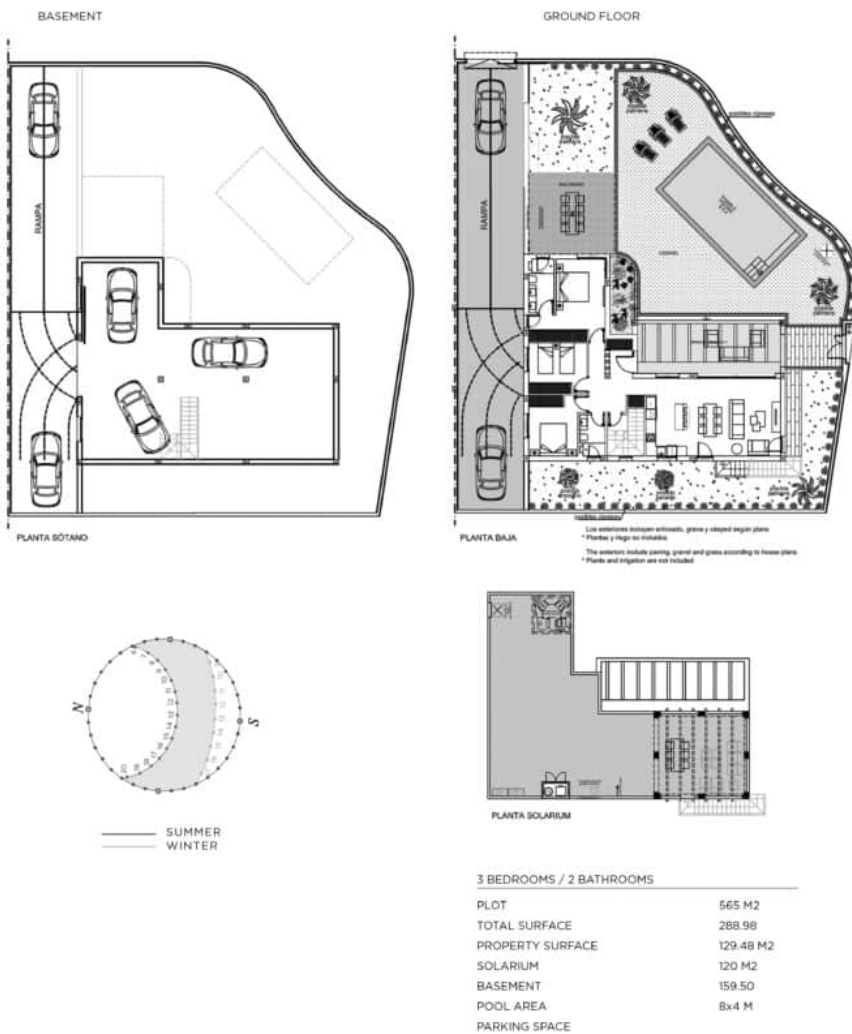 BASEMENT
GROUND FLOOR
RAMPA
RAMPA
PLANTA SÓTANO
PLANTA BAJA
Los exteriores incluyen enlosado, grava y césped según plano
* Plantas y riego no incluidos
The exteriors include paving, gravel and grass according to house plans
* Plants and irrigation are not included
N
S
SUMMER
WINTER
PLANTA SOLARIUM
3 BEDROOMS / 2 BATHROOMS
PLOT 565 M2
TOTAL SURFACE 288.98
PROPERTY SURFACE 129.48 M2
SOLARIUM 120 M2
BASEMENT 159.50
POOL AREA 8x4 M
PARKING SPACE